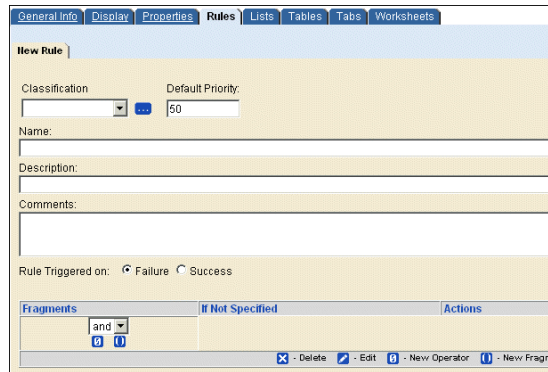 General Info Display Properties Rules Lists Tables Tabs Worksheets
New Rule
Classification Default Priority:
... 50
Name:
Description:
Comments:
Rule Triggered on: Failure Success
Fragments If Not Specified Actions
and
- Delete - Edit - New Operator - New Fragr